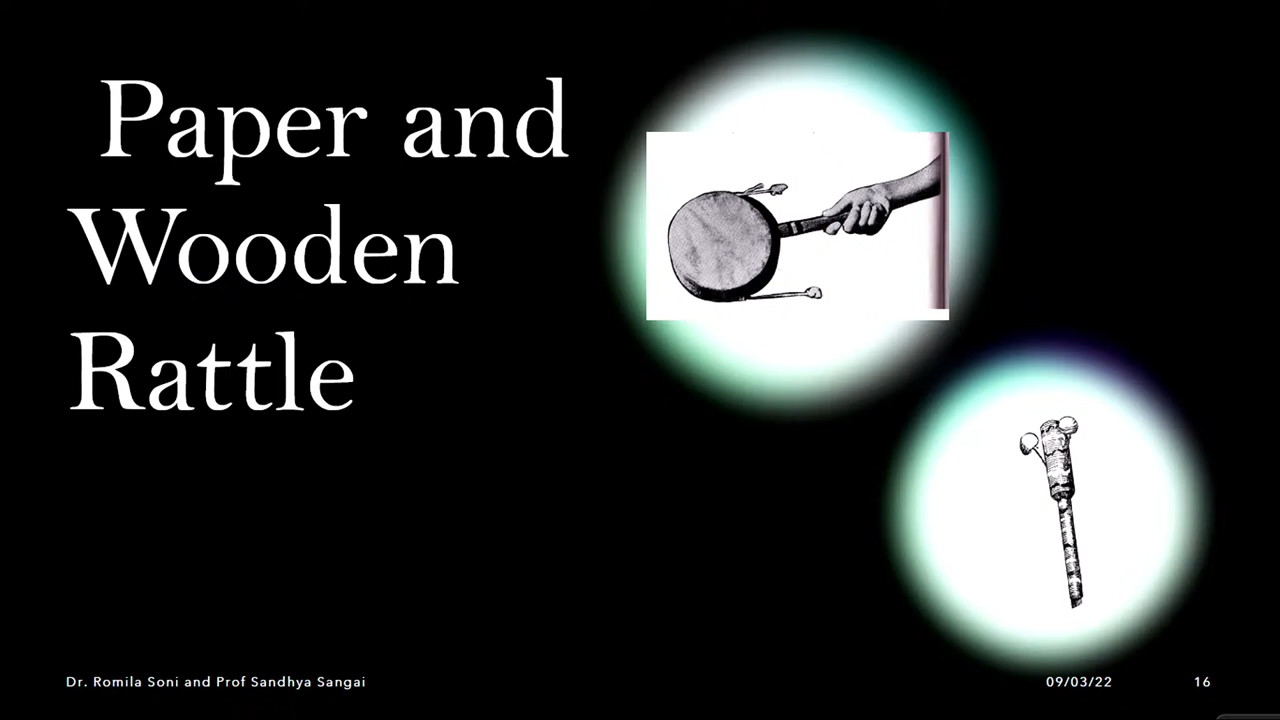 Paper and
Wooden
Rattle
Dr. Romila Soni and Prof Sandhya Sangai
09/03/22
16